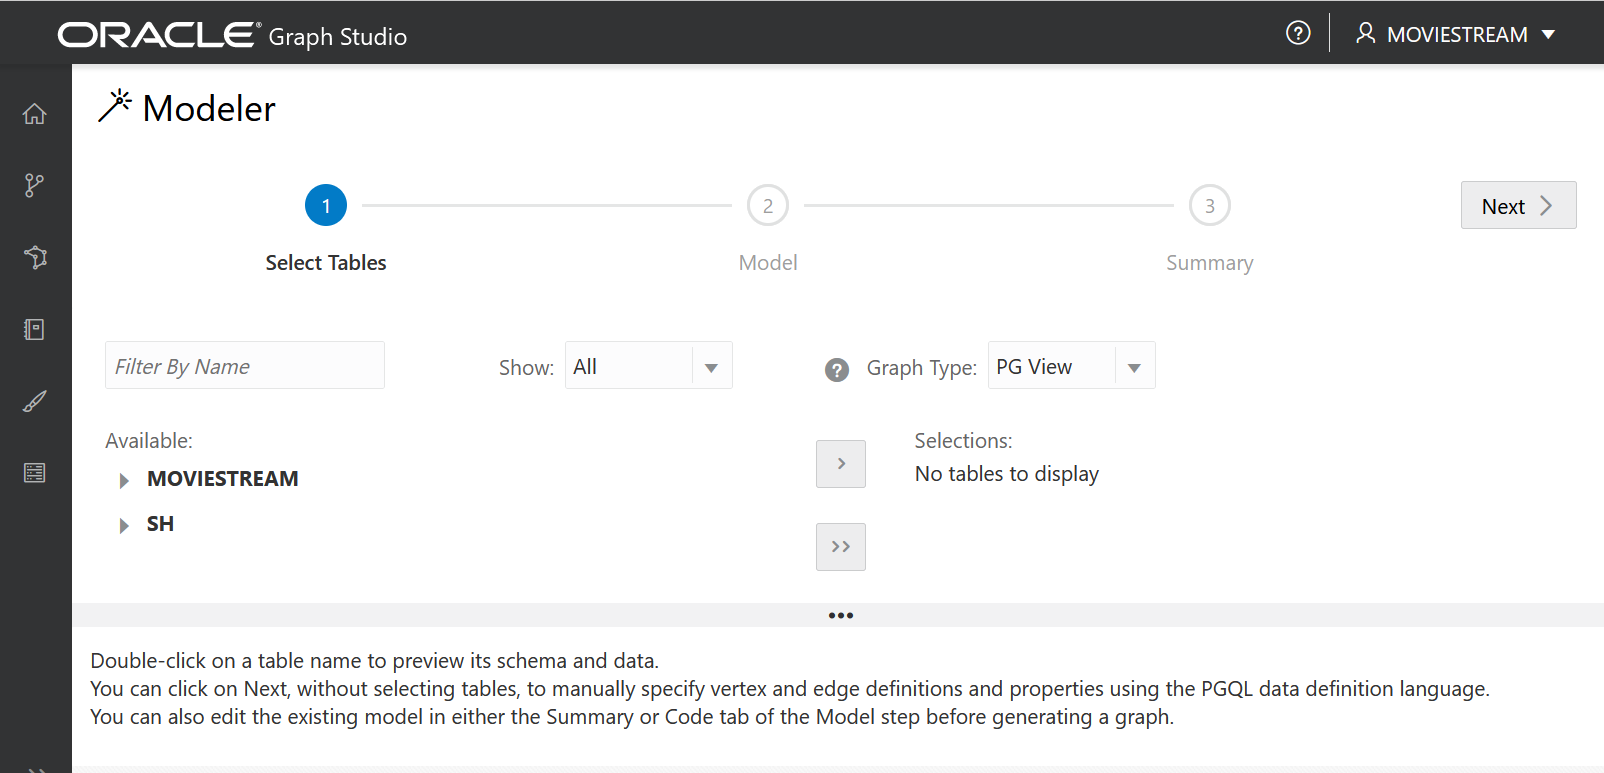 ORACLE® Graph Studio
? MOVIESTREAM
Modeler
1 2 3 Next
Select Tables Model Summary
Filter By Name Show: All ? Graph Type: PG View
Available: Selections:
MOVIESTREAM No tables to display
SH
Double-click on a table name to preview its schema and data.
You can click on Next, without selecting tables, to manually specify vertex and edge definitions and properties using the PGQL data definition language.
You can also edit the existing model in either the Summary or Code tab of the Model step before generating a graph.